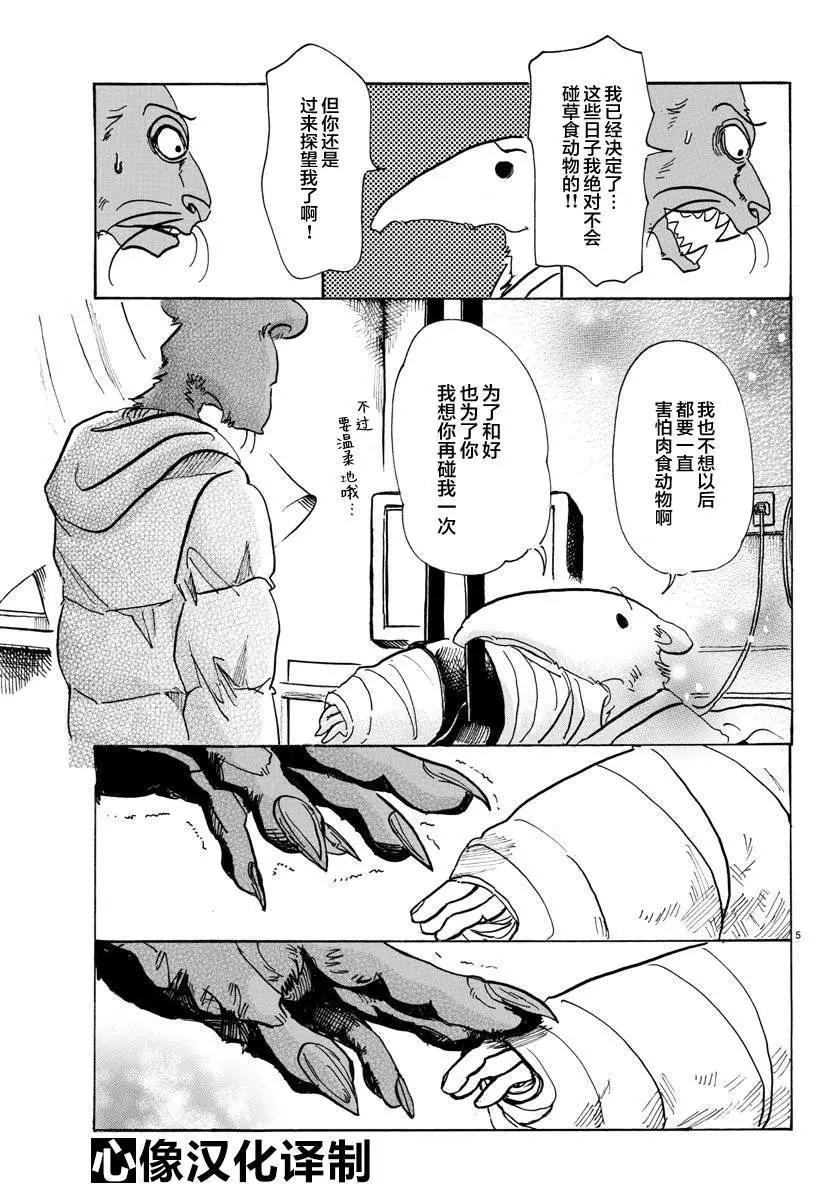 我已经决定了…
这些日子我绝对不会
碰草食动物的!!
但你还是
过来探望我了啊！
我也不想以后
都要一直
害怕肉食动物啊
为了和好
也为了你
我想你再碰我一次
不过
要温柔地哦…
5
心像汉化译制